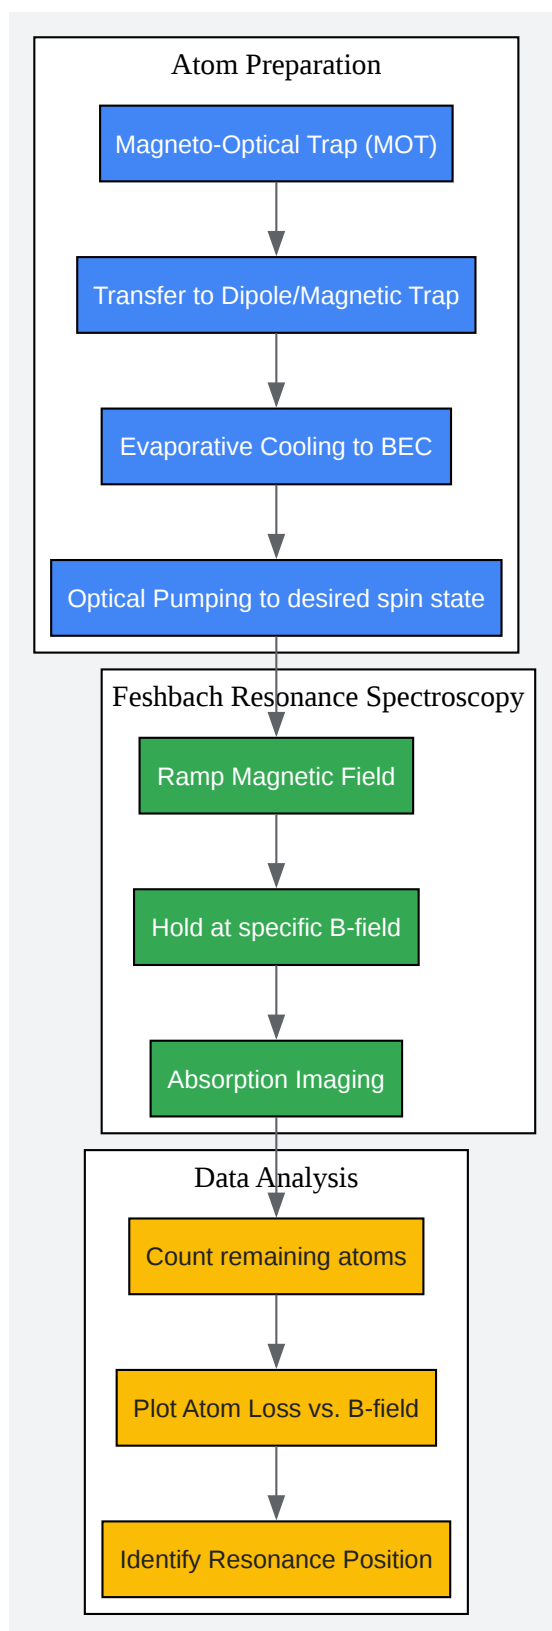 Atom Preparation
Magneto-Optical Trap (MOT)
Transfer to Dipole/Magnetic Trap
Evaporative Cooling to BEC
Optical Pumping to desired spin state
Feshbach Resonance Spectroscopy
Ramp Magnetic Field
Hold at specific B-field
Absorption Imaging
Data Analysis
Count remaining atoms
Plot Atom Loss vs. B-field
Identify Resonance Position